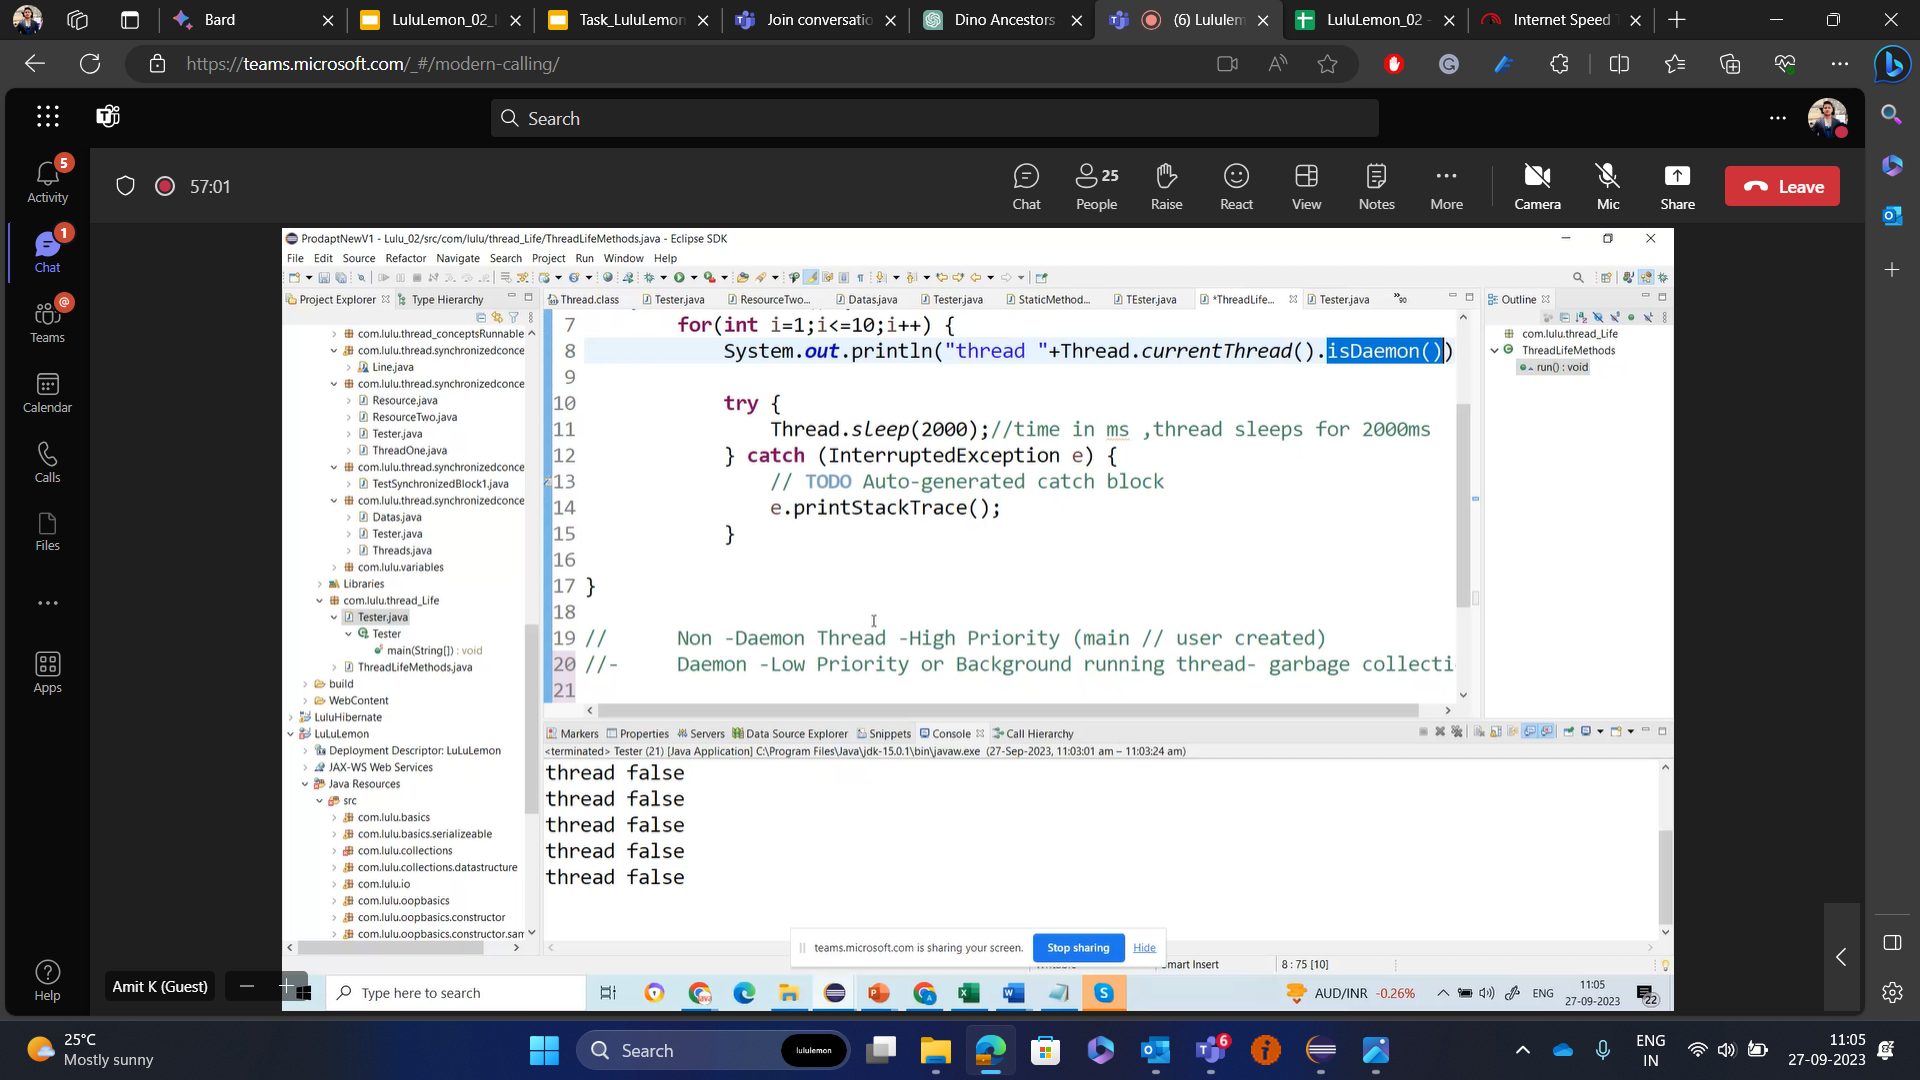 Bard
LuluLemon_02_
Task_LuluLemon
Join conversatio
Dino Ancestors
(6) Lululem
LuluLemon_02 -
Internet Speed T
https://teams.microsoft.com/_#/modern-calling/
Search
57:01
Chat
People
25
Raise
React
View
Notes
More
Camera
Mic
Share
Leave
5
Activity
1
Chat
@
Teams
Calendar
Calls
Files
Apps
Help
ProdaptNewV1 - Lulu_02/src/com/lulu/thread_Life/ThreadLifeMethods.java - Eclipse SDK
File Edit Source Refactor Navigate Search Project Run Window Help
Project Explorer
Type Hierarchy
Thread.class
Tester.java
ResourceTwo...
Datas.java
Tester.java
StaticMethod...
TEster.java
*ThreadLife...
Tester.java
»90
Outline
com.lulu.thread_conceptsRunnable
com.lulu.thread.synchronizedconce
Line.java
com.lulu.thread.synchronizedconce
Resource.java
ResourceTwo.java
Tester.java
ThreadOne.java
com.lulu.thread.synchronizedconce
TestSynchronizedBlock1.java
com.lulu.thread.synchronizedconce
Datas.java
Tester.java
Threads.java
com.lulu.variables
Libraries
com.lulu.thread_Life
Tester.java
Tester
main(String[]) : void
ThreadLifeMethods.java
build
WebContent
LuluHibernate
LuLuLemon
Deployment Descriptor: LuLuLemon
JAX-WS Web Services
Java Resources
src
com.lulu.basics
com.lulu.basics.serializeable
com.lulu.collections
com.lulu.collections.datastructure
com.lulu.io
com.lulu.oopbasics
com.lulu.oopbasics.constructor
com.lulu.oopbasics.constructor.sam
7 for(int i=1;i<=10;i++) {
8 System.out.println("thread "+Thread.currentThread().isDaemon())
9
10 try {
11 Thread.sleep(2000);//time in ms ,thread sleeps for 2000ms
12 } catch (InterruptedException e) {
13 // TODO Auto-generated catch block
14 e.printStackTrace();
15 }
16
17 }
18
19 // Non -Daemon Thread -High Priority (main // user created)
20 //- Daemon -Low Priority or Background running thread- garbage collecti
21
com.lulu.thread_Life
ThreadLifeMethods
run() : void
Markers
Properties
Servers
Data Source Explorer
Snippets
Console
Call Hierarchy
<terminated> Tester (21) [Java Application] C:\Program Files\Java\jdk-15.0.1\bin\javaw.exe (27-Sep-2023, 11:03:01 am – 11:03:24 am)
thread false
thread false
thread false
thread false
thread false
teams.microsoft.com is sharing your screen.
Stop sharing
Hide
Smart Insert
8 : 75 [10]
Amit K (Guest)
Type here to search
AUD/INR -0.26%
ENG
11:05
27-09-2023
22
25°C
Mostly sunny
Search
lululemon
6
ENG
IN
11:05
27-09-2023